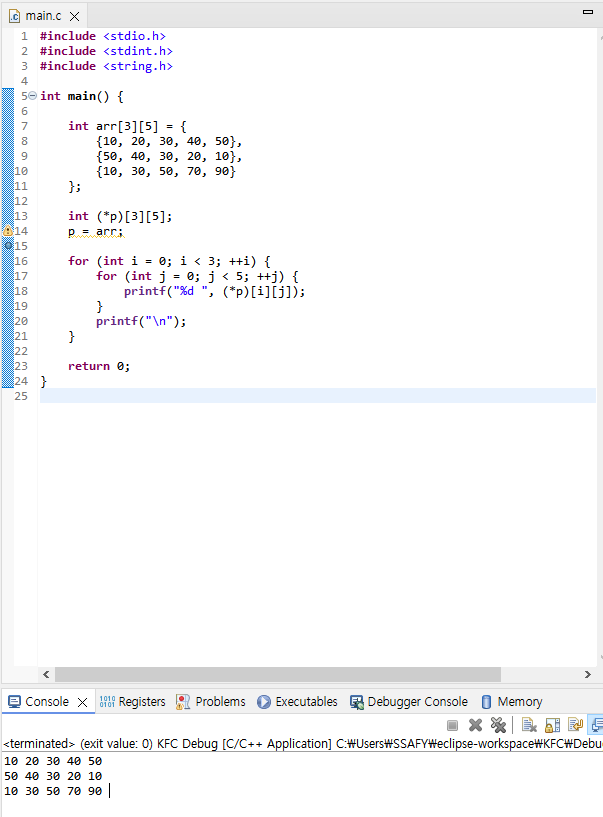 main.c
1 #include <stdio.h>
2 #include <stdint.h>
3 #include <string.h>
4
5 int main() {
6
7     int arr[3][5] = {
8         {10, 20, 30, 40, 50},
9         {50, 40, 30, 20, 10},
10         {10, 30, 50, 70, 90}
11     };
12
13     int (*p)[3][5];
14     p = arr;
15
16     for (int i = 0; i < 3; ++i) {
17         for (int j = 0; j < 5; ++j) {
18             printf("%d ", (*p)[i][j]);
19         }
20         printf("\n");
21     }
22
23     return 0;
24 }
25
Console Registers Problems Executables Debugger Console Memory
<terminated> (exit value: 0) KFC Debug [C/C++ Application] C:₩Users₩SSAFY₩eclipse-workspace₩KFC₩Debu
10 20 30 40 50
50 40 30 20 10
10 30 50 70 90